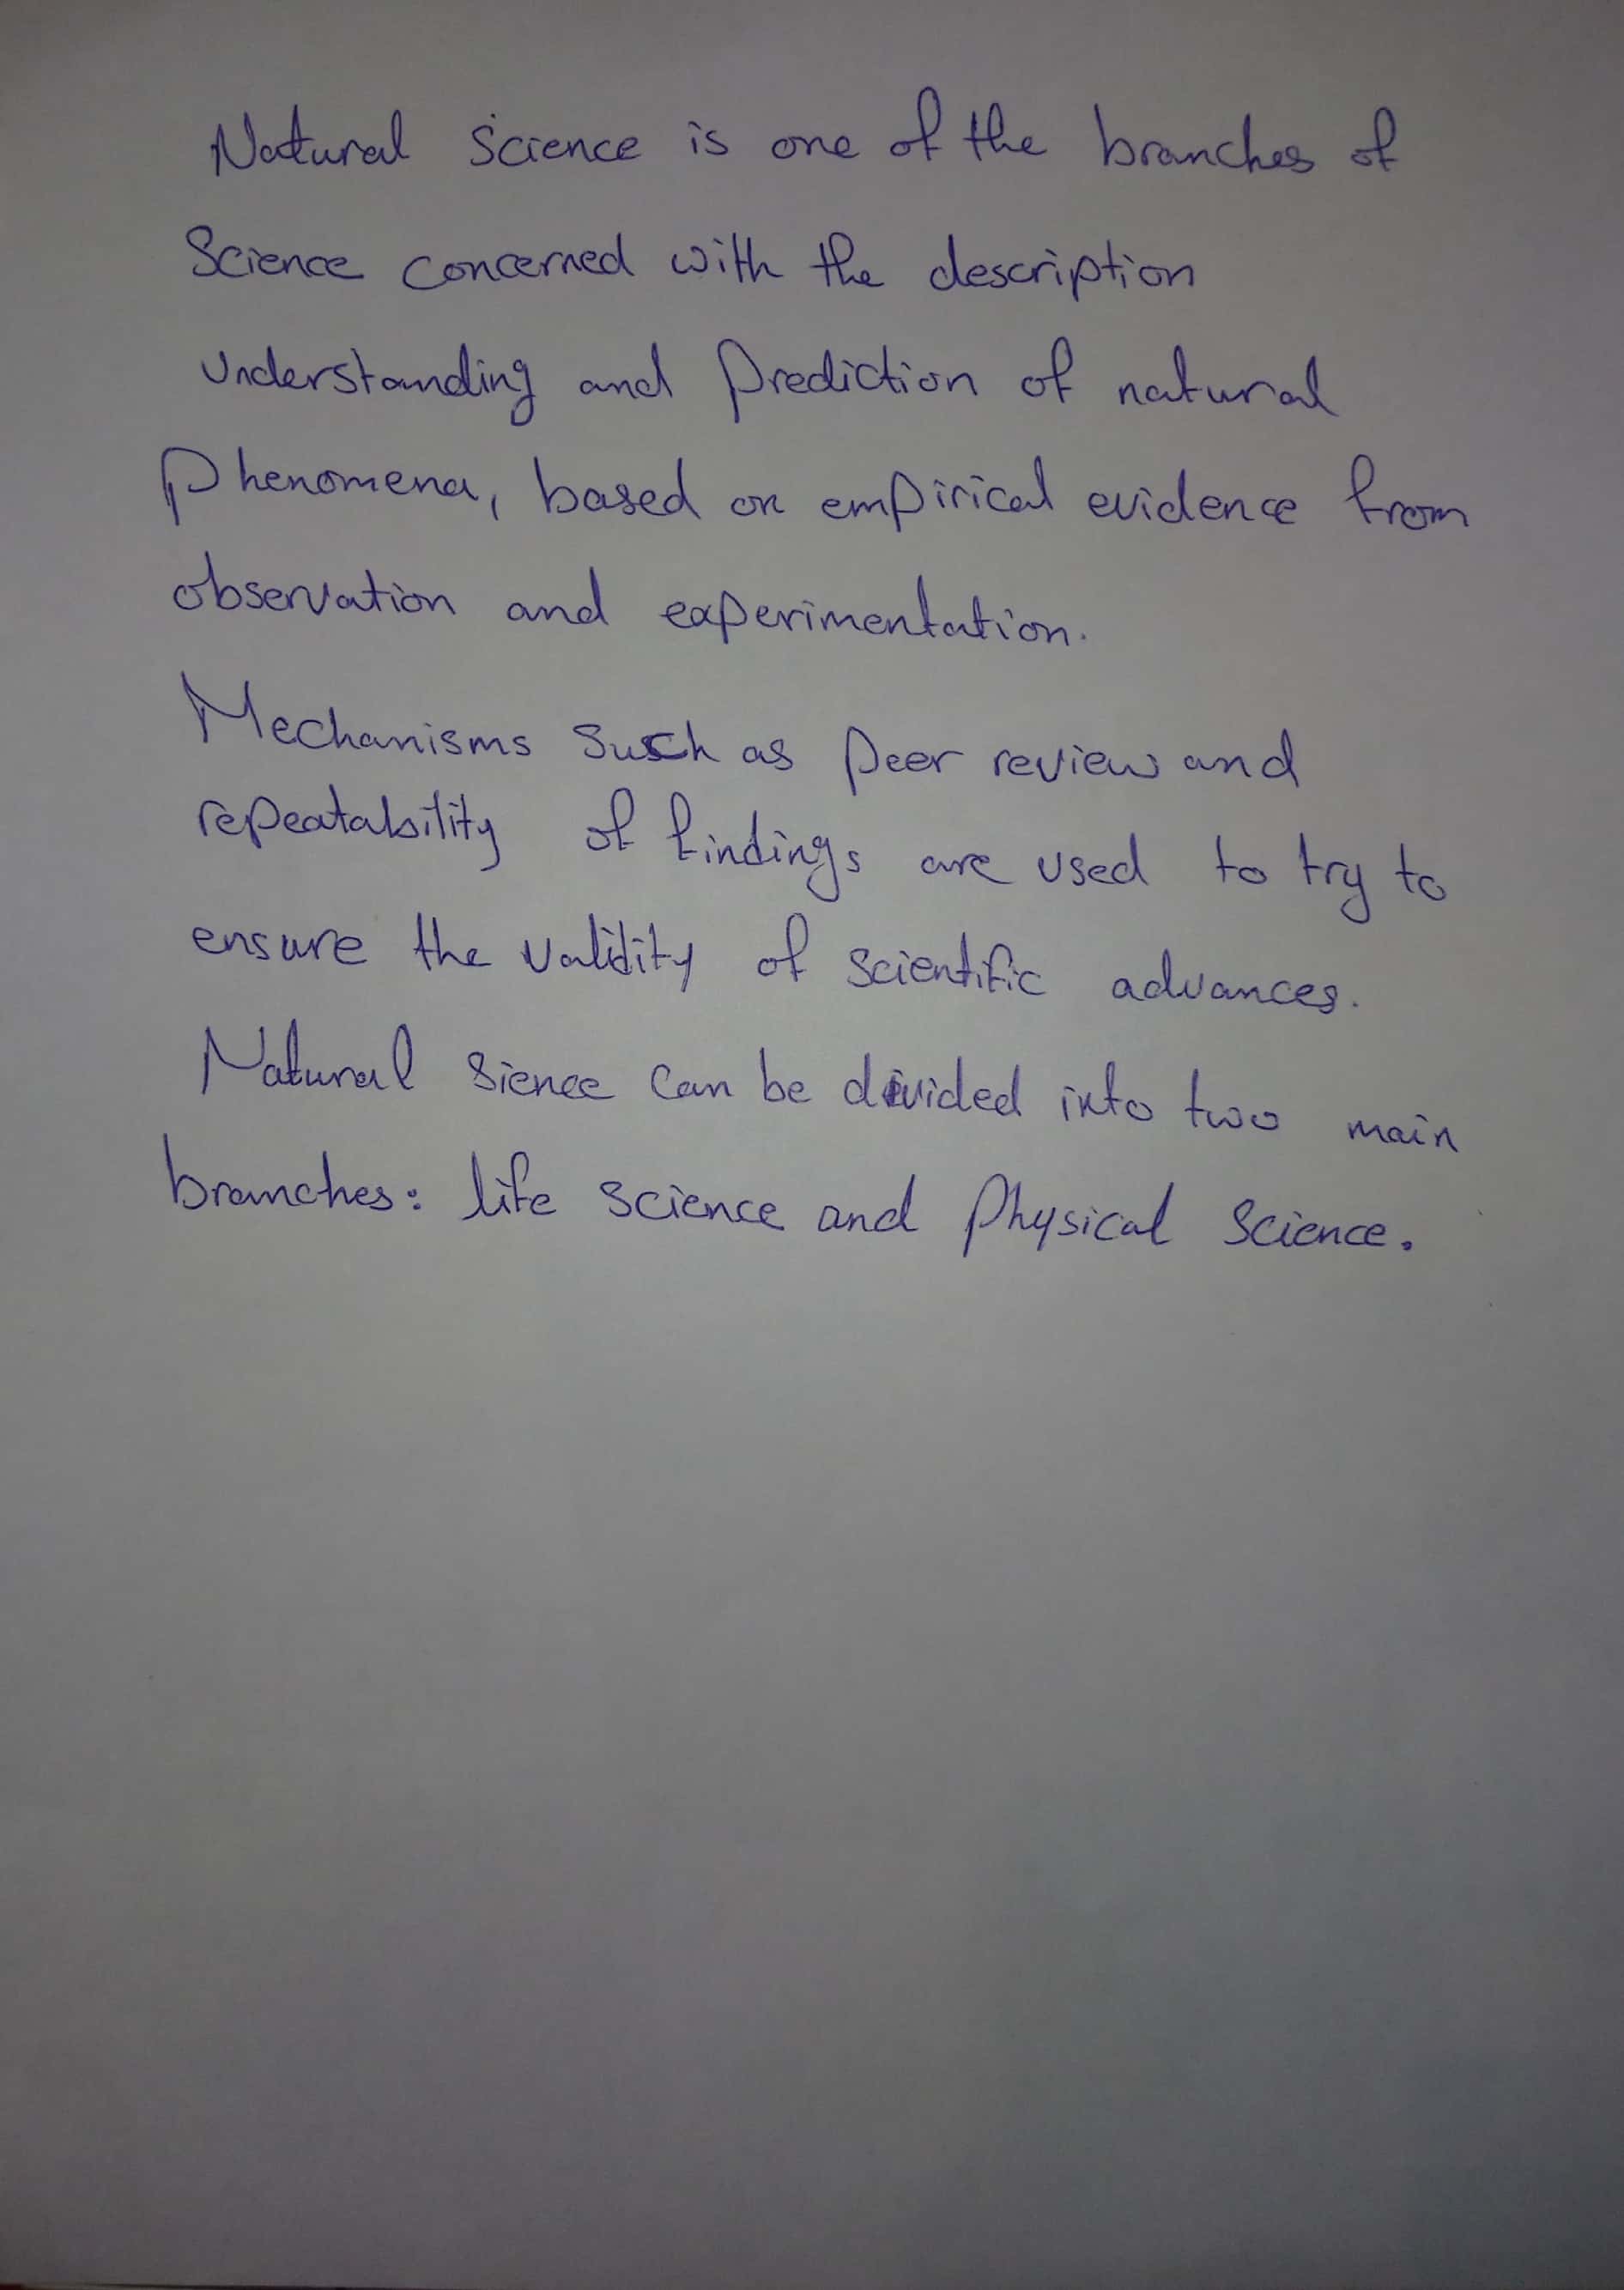 Natural science is one of the branches of
Science concerned with the description
understanding and prediction of natural
phenomena, based on empirical evidence from
observation and experimentation.
Mechanisms such as peer review and
repeatability of findings are used to try to
ensure the validity of scientific advances.
Natural sience can be divided into two main
branches: life science and physical science.